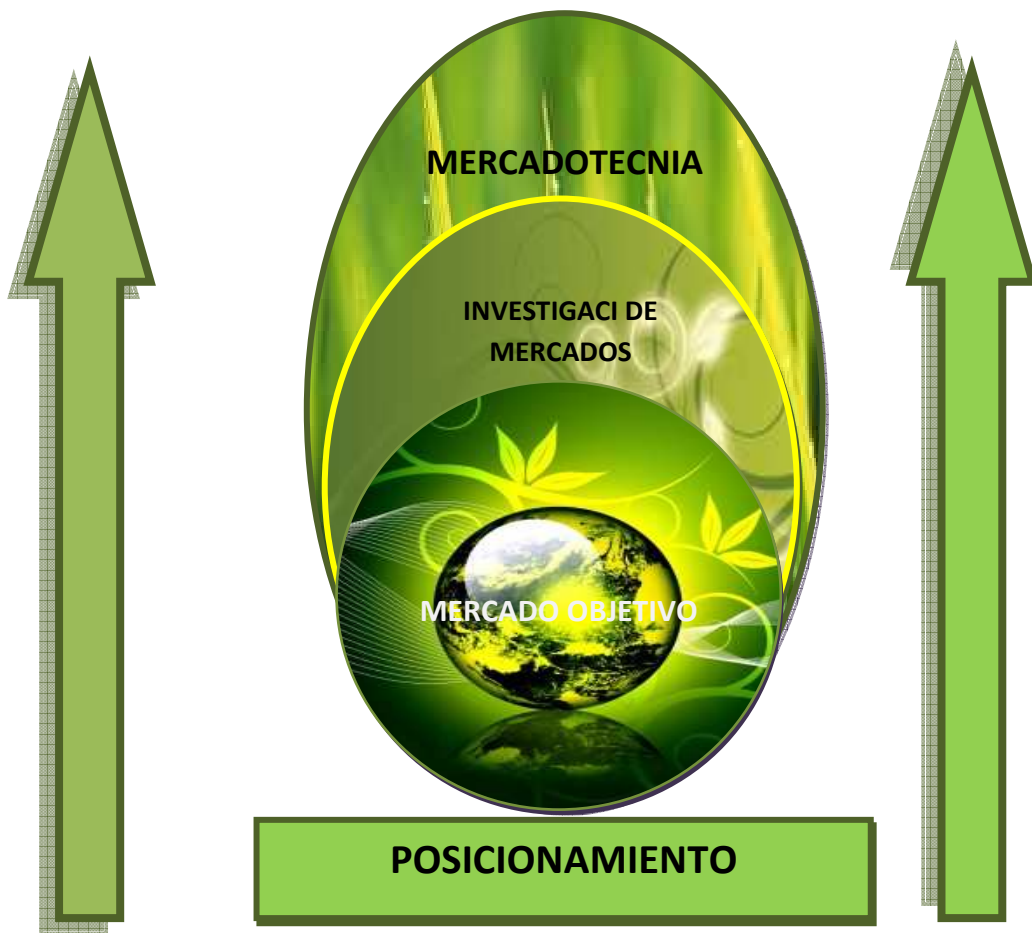 MERCADOTECNIA
INVESTIGACI DE
MERCADOS
MERCADO OBJETIVO
POSICIONAMIENTO